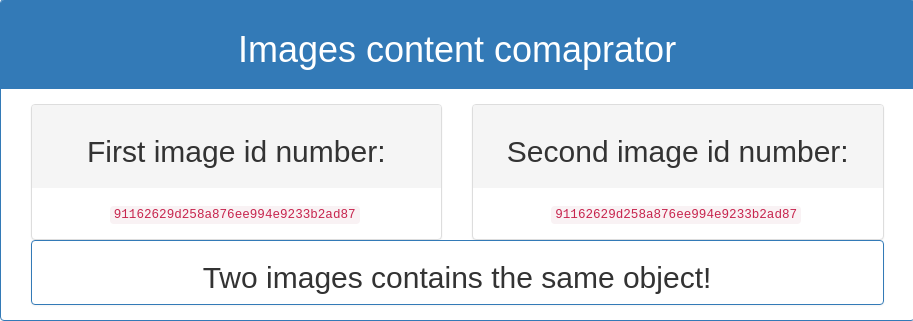 Images content comaprator
First image id number:
Second image id number:
91162629d258a876ee994e9233b2ad87
91162629d258a876ee994e9233b2ad87
Two images contains the same object!